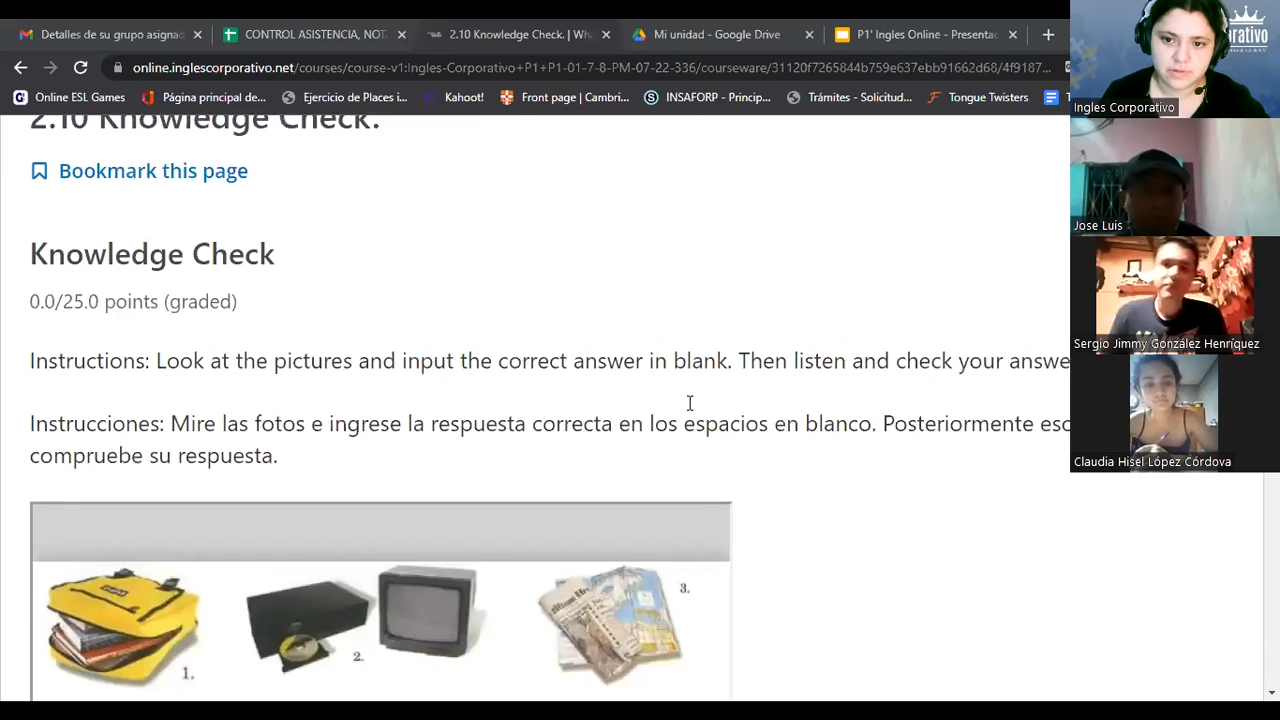 Detalles de su grupo asignad
CONTROL ASISTENCIA, NOT.
2.10 Knowledge Check. | Wh
Mi unidad - Google Drive
P1' Ingles Online - Presentac
online.inglescorporativo.net/courses/course-v1:Ingles-Corporativo+P1-01-7-8-PM-07-22-336/courseware/31120f7265844b759e637ebb91662d68/4f9187...
Online ESL Games
Página principal de...
Ejercicio de Places i...
Kahoot!
Front page | Cambri...
INSAFORP - Princip...
Trámites - Solicitud...
Tongue Twisters
2.10 Knowledge Check.
Bookmark this page
Knowledge Check
0.0/25.0 points (graded)
Instructions: Look at the pictures and input the correct answer in blank. Then listen and check your answe
Instrucciones: Mire las fotos e ingrese la respuesta correcta en los espacios en blanco. Posteriormente esc
compruebe su respuesta.
1.
2.
3.
orativo
Ingles Corporativo
Jose Luis
Sergio Jimmy González Henríquez
Claudia Hisel López Córdova